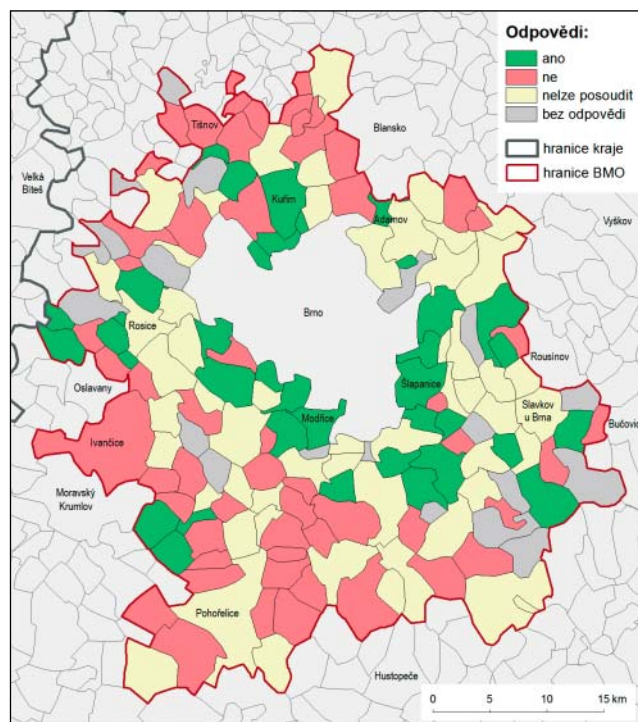 Odpovědi:
ano
ne
nelze posoudit
bez odpovědi
hranice kraje
hranice BMO
Tišnov
Blansko
Velká
Bíteš
Kuřim
Adamov
Vyškov
Brno
Rosice
Rousínov
Šlapanice
Oslavany
Slavkov
u Brna
Modřice
Bučovic
Ivančice
Moravský
Krumlov
Pohořelice
Hustopeče
0 5 10 15 km